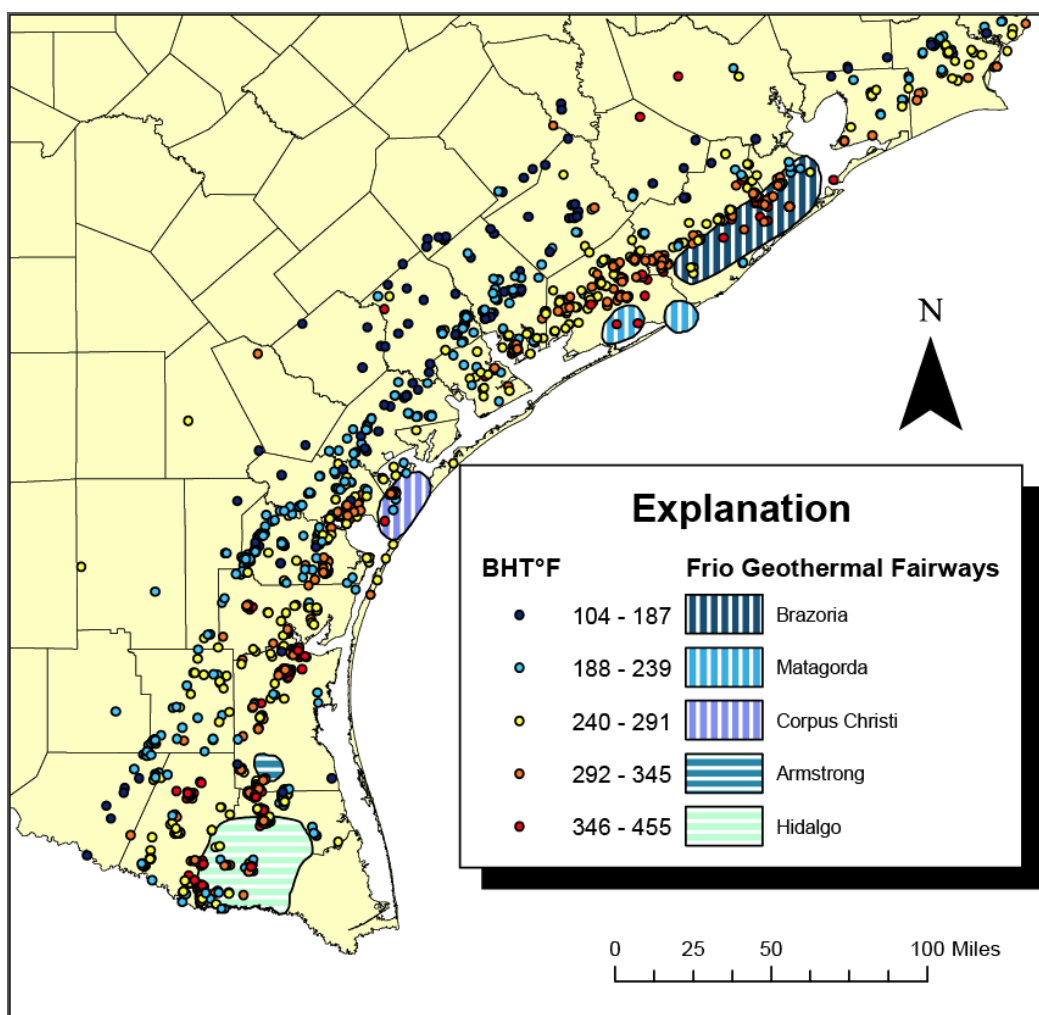 N
Explanation
BHT°F Frio Geothermal Fairways
104 - 187 Brazoria
188 - 239 Matagorda
240 - 291 Corpus Christi
292 - 345 Armstrong
346 - 455 Hidalgo
0 25 50 100 Miles